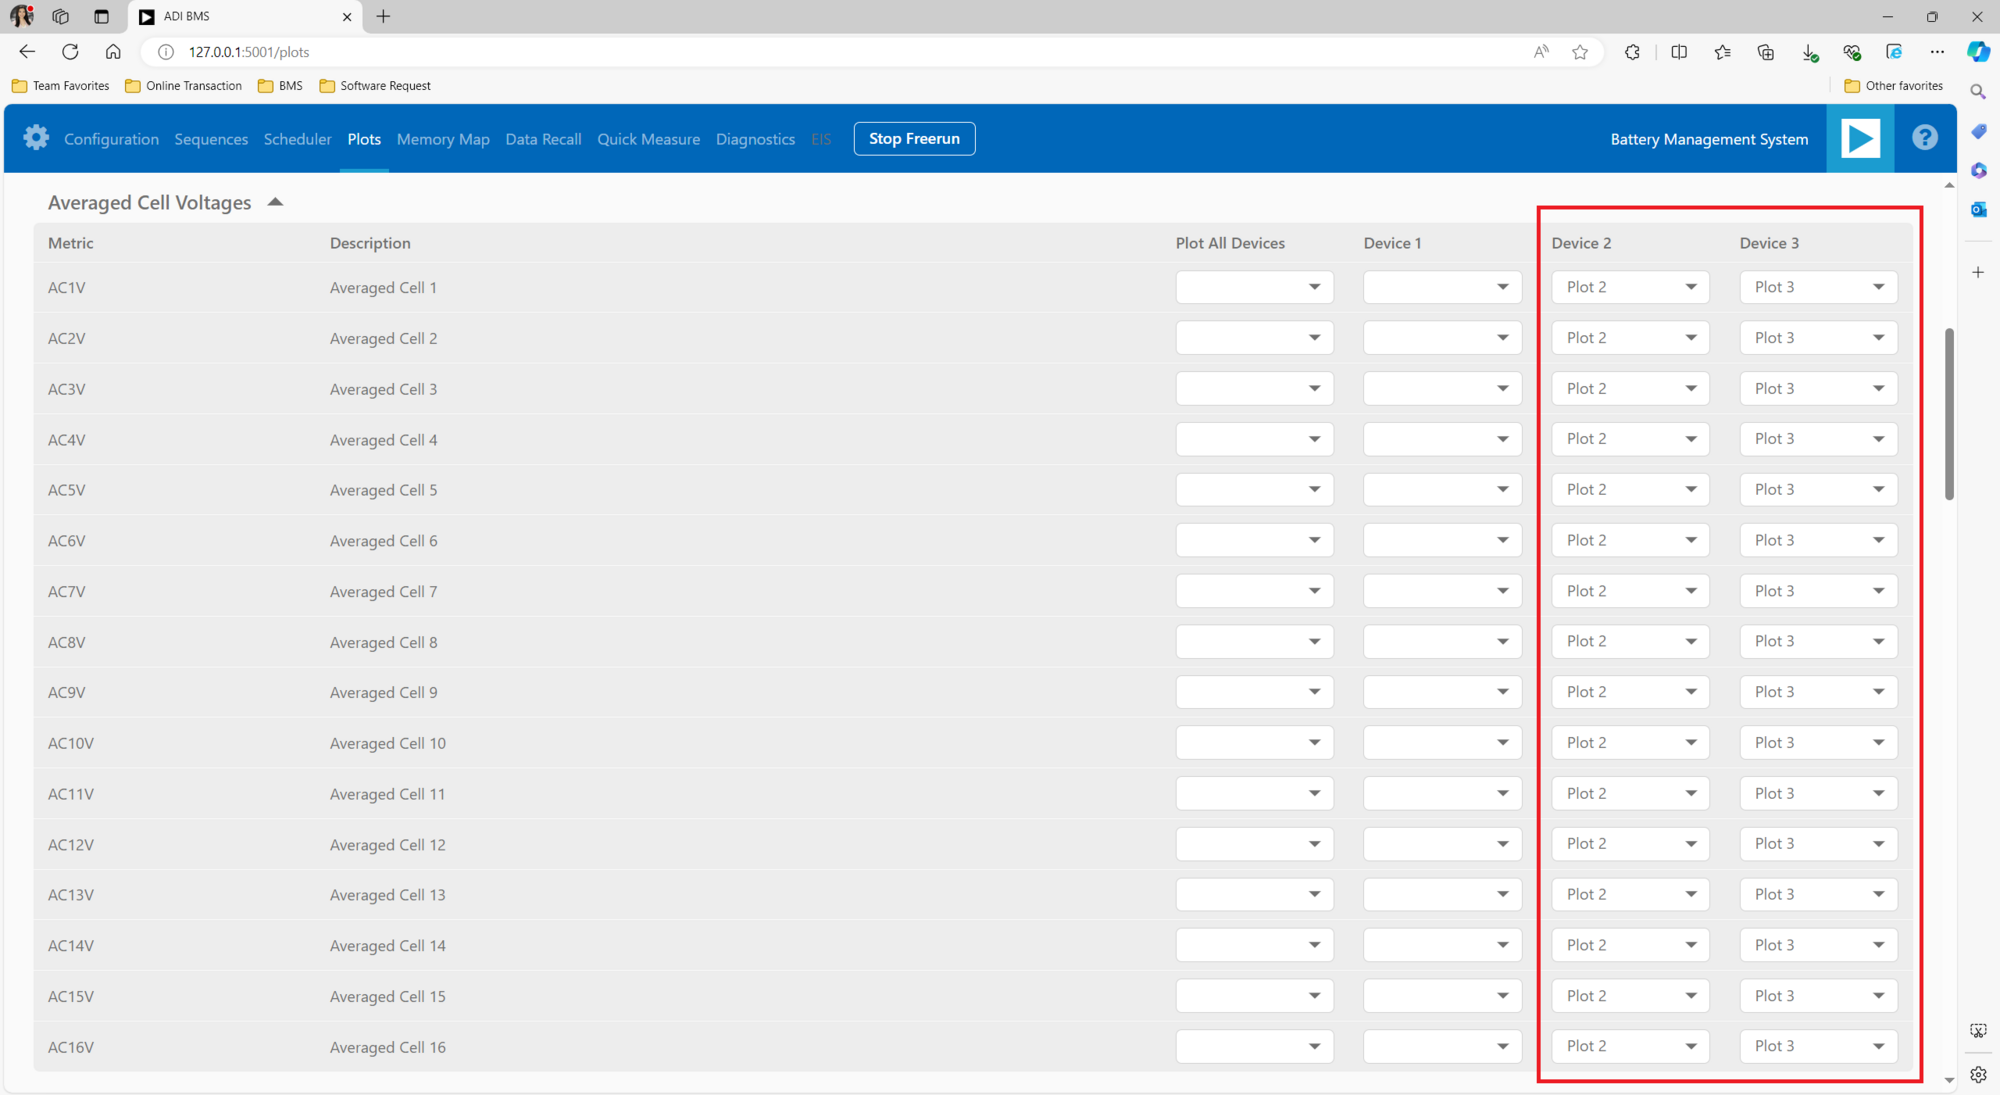 ADI BMS
127.0.0.1:5001/plots
Team Favorites Online Transaction BMS Software Request Other favorites
Configuration Sequences Scheduler Plots Memory Map Data Recall Quick Measure Diagnostics EIS Stop Freerun Battery Management System
Averaged Cell Voltages
Metric Description Plot All Devices Device 1 Device 2 Device 3
AC1V Averaged Cell 1 Plot 2 Plot 3
AC2V Averaged Cell 2 Plot 2 Plot 3
AC3V Averaged Cell 3 Plot 2 Plot 3
AC4V Averaged Cell 4 Plot 2 Plot 3
AC5V Averaged Cell 5 Plot 2 Plot 3
AC6V Averaged Cell 6 Plot 2 Plot 3
AC7V Averaged Cell 7 Plot 2 Plot 3
AC8V Averaged Cell 8 Plot 2 Plot 3
AC9V Averaged Cell 9 Plot 2 Plot 3
AC10V Averaged Cell 10 Plot 2 Plot 3
AC11V Averaged Cell 11 Plot 2 Plot 3
AC12V Averaged Cell 12 Plot 2 Plot 3
AC13V Averaged Cell 13 Plot 2 Plot 3
AC14V Averaged Cell 14 Plot 2 Plot 3
AC15V Averaged Cell 15 Plot 2 Plot 3
AC16V Averaged Cell 16 Plot 2 Plot 3